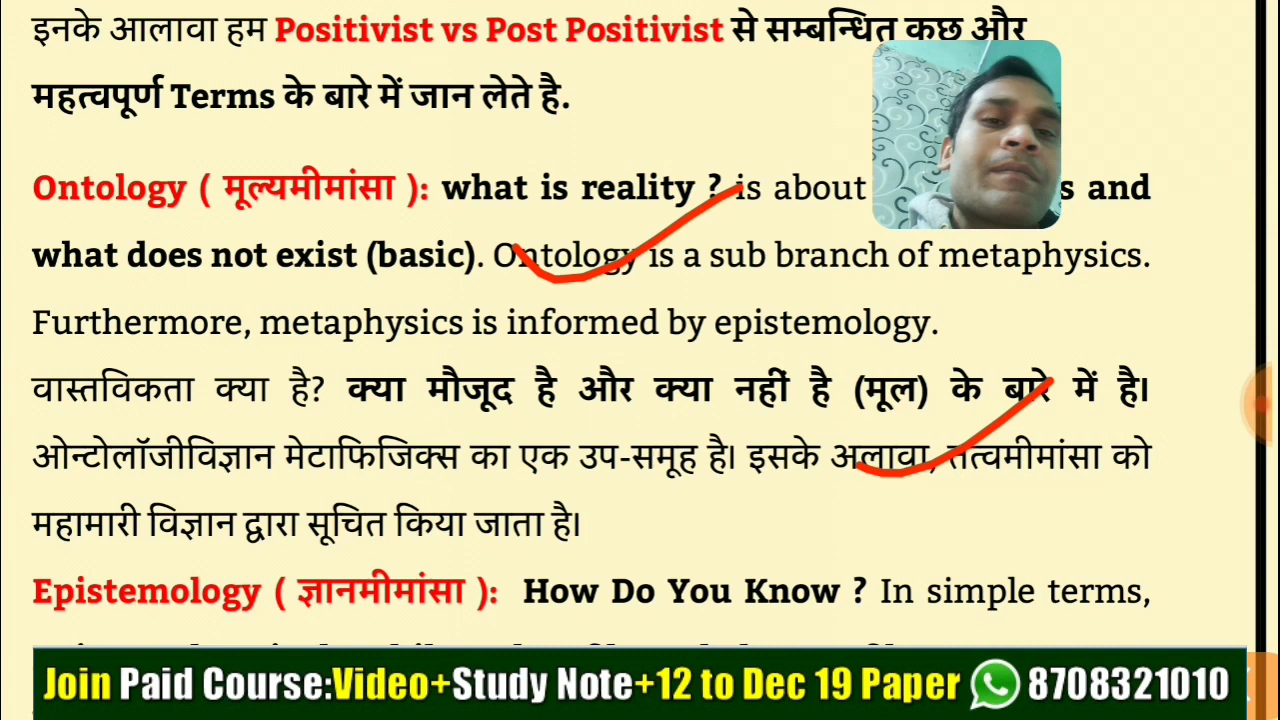 इनके आलावा हम Positivist vs Post Positivist से सम्बन्धित कुछ और
महत्वपूर्ण Terms के बारे में जान लेते है.
Ontology ( मूल्यमीमांसा ): what is reality ? is about s and
what does not exist (basic). Ontology is a sub branch of metaphysics.
Furthermore, metaphysics is informed by epistemology.
वास्तविकता क्या है? क्या मौजूद है और क्या नहीं है (मूल) के बारे में है।
ओन्टोलॉजीविज्ञान मेटाफिजिक्स का एक उप-समूह है। इसके अलावा, तत्वमीमांसा को
महामारी विज्ञान द्वारा सूचित किया जाता है।
Epistemology ( ज्ञानमीमांसा ): How Do You Know ? In simple terms,
Join Paid Course:Video+Study Note+12 to Dec 19 Paper 8708321010